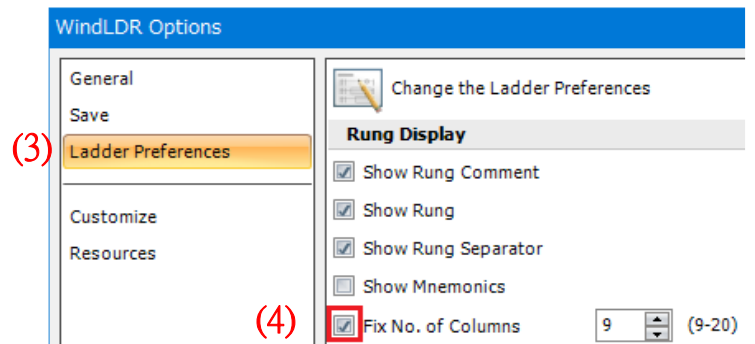 WindLDR Options
General
Save
(3) Ladder Preferences
Customize
Resources
Change the Ladder Preferences
Rung Display
Show Rung Comment
Show Rung
Show Rung Separator
Show Mnemonics
(4) Fix No. of Columns 9 (9-20)